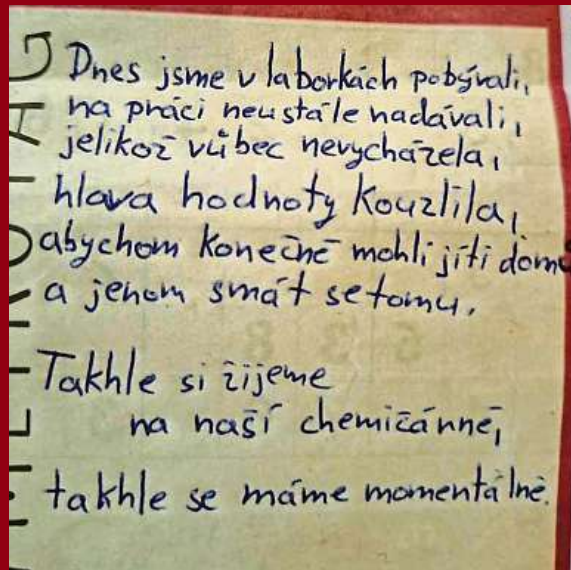 Dnes jsme v laborkách pobývali,
na práci neustále nadávali,
jelikož vůbec nevycházela,
hlava hodnoty kouzlila,
abychom konečně mohli jíti domů
a jenom smát se tomu.
Takhle si žijeme
na naší chemičánně,
takhle se máme momentálně.